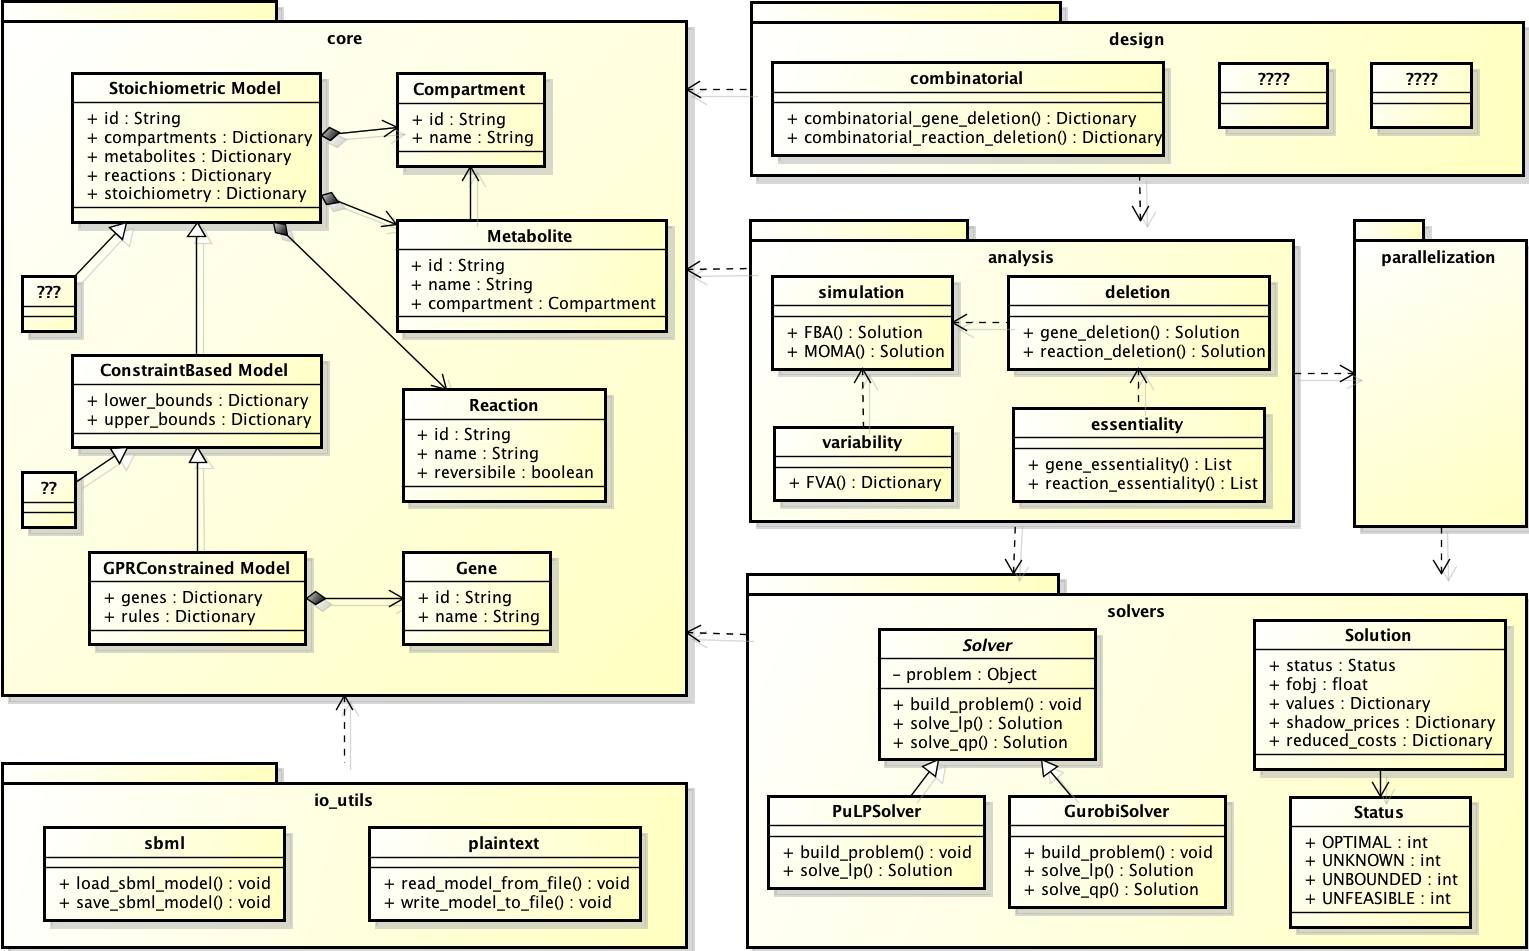 core
Stoichiometric Model
+ id : String
+ compartments : Dictionary
+ metabolites : Dictionary
+ reactions : Dictionary
+ stoichiometry : Dictionary
Compartment
+ id : String
+ name : String
Metabolite
+ id : String
+ name : String
+ compartment : Compartment
???
ConstraintBased Model
+ lower_bounds : Dictionary
+ upper_bounds : Dictionary
Reaction
+ id : String
+ name : String
+ reversibile : boolean
??
GPRConstrained Model
+ genes : Dictionary
+ rules : Dictionary
Gene
+ id : String
+ name : String
io_utils
sbml
+ load_sbml_model() : void
+ save_sbml_model() : void
plaintext
+ read_model_from_file() : void
+ write_model_to_file() : void
design
combinatorial
+ combinatorial_gene_deletion() : Dictionary
+ combinatorial_reaction_deletion() : Dictionary
????
????
analysis
simulation
+ FBA() : Solution
+ MOMA() : Solution
deletion
+ gene_deletion() : Solution
+ reaction_deletion() : Solution
variability
+ FVA() : Dictionary
essentiality
+ gene_essentiality() : List
+ reaction_essentiality() : List
parallelization
solvers
Solver
- problem : Object
+ build_problem() : void
+ solve_lp() : Solution
+ solve_qp() : Solution
Solution
+ status : Status
+ fobj : float
+ values : Dictionary
+ shadow_prices : Dictionary
+ reduced_costs : Dictionary
PuLPSolver
+ build_problem() : void
+ solve_lp() : Solution
GurobiSolver
+ build_problem() : void
+ solve_lp() : Solution
+ solve_qp() : Solution
Status
+ OPTIMAL : int
+ UNKNOWN : int
+ UNBOUNDED : int
+ UNFEASIBLE : int